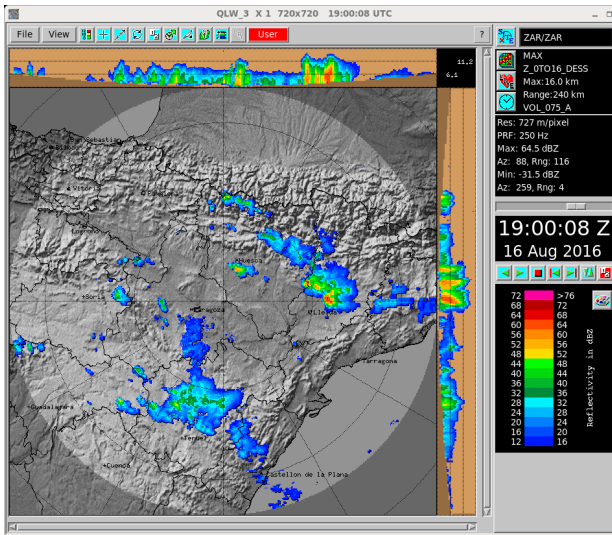 QLW_3 X 1 720x720 19:00:08 UTC
File View User ?
ZAR/ZAR
MAX
Z_0TO16_DESS
Max:16.0 km
Range:240 km
VOL_075_A
Res: 727 m/pixel
PRF: 250 Hz
Max: 64.5 dBZ
Az: 88, Rng: 116
Min: -31.5 dBZ
Az: 259, Rng: 4
11,2
6,1
San Sebastian
Vitoria
Logroño
Huesca
Soria
Zaragoza
Lleida
Tarragona
Guadalajara
Teruel
Cuenca
Castellon de la Plana
19:00:08 Z
16 Aug 2016
72 >76
68 72
64 68
60 64
56 60
52 56
48 52
44 48
40 44
36 40
32 36
28 32
24 28
20 24
16 20
12 16
Reflectivity in dBZ